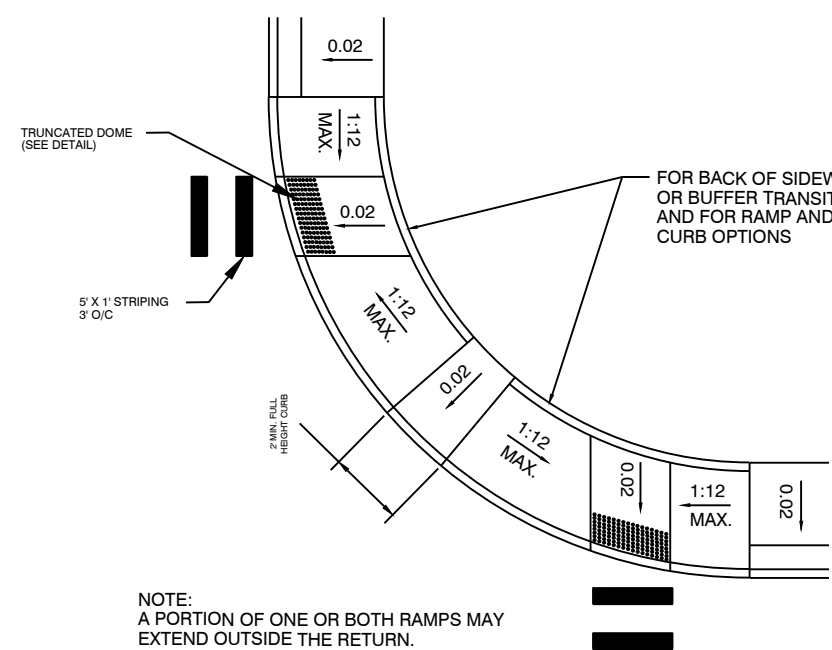 0.02
1:12
MAX.
TRUNCATED DOME
(SEE DETAIL)
FOR BACK OF
OR BUFFER
AND FOR RAMP AND
CURB OPTIONS
0.02
5' X 1' STRIPING
3' O/C
1:12
MAX.
0.02
2' MIN. FULL
HEIGHT CURB
1:12
MAX.
0.02
1:12
MAX.
0.02
NOTE:
A PORTION OF ONE OR BOTH RAMPS MAY
EXTEND OUTSIDE THE RETURN.